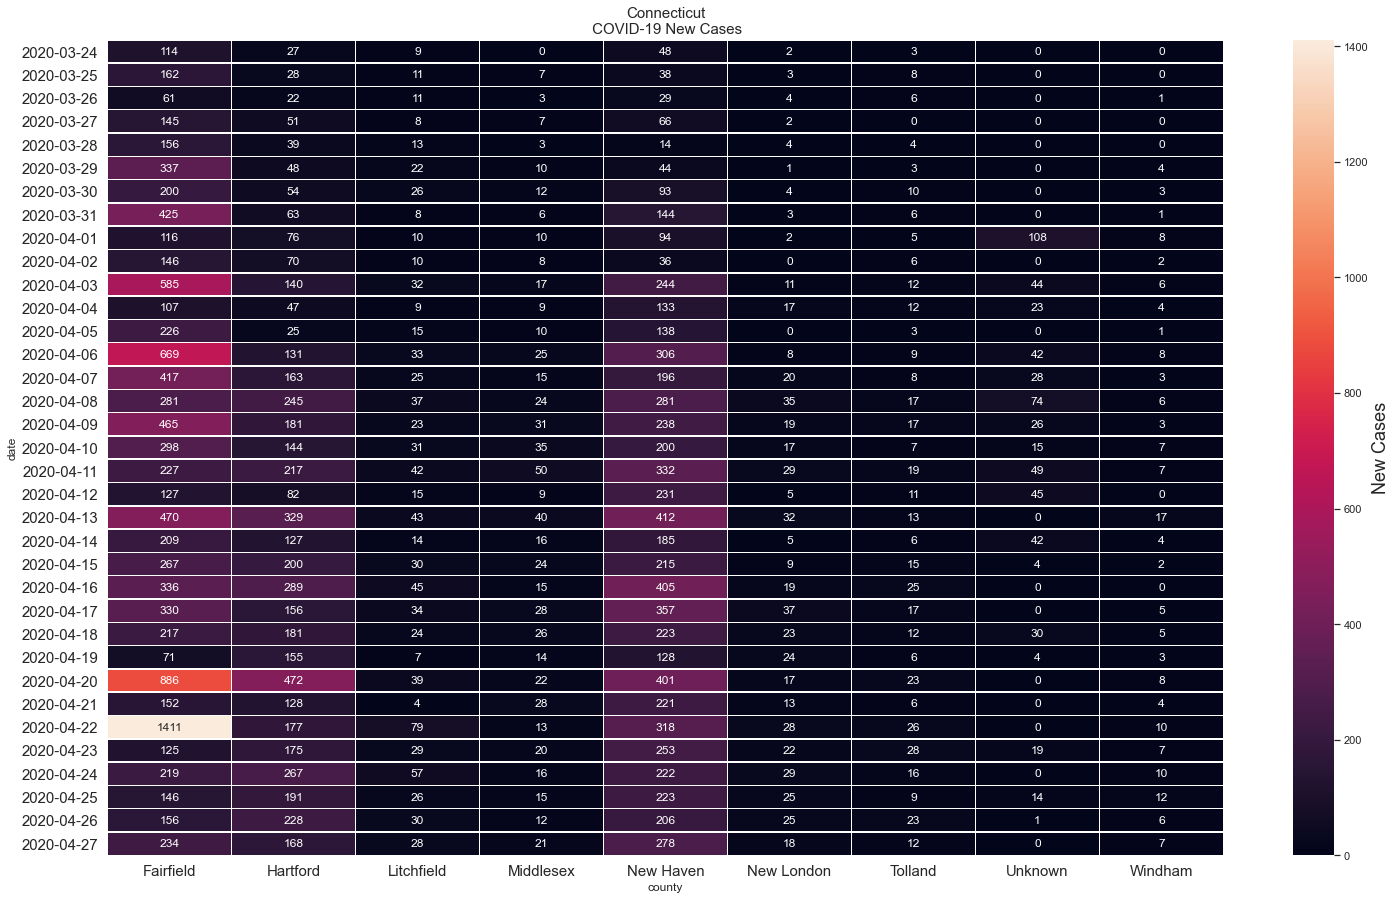 Connecticut
COVID-19 New Cases
2020-03-24 114 27 9 0 48 2 3 0 0
2020-03-25 162 28 11 7 38 3 8 0 0
2020-03-26 61 22 11 3 29 4 6 0 1
2020-03-27 145 51 8 7 66 2 0 0 0
2020-03-28 156 39 13 3 14 4 4 0 0
2020-03-29 337 48 22 10 44 1 3 0 4
2020-03-30 200 54 26 12 93 4 10 0 3
2020-03-31 425 63 8 6 144 3 6 0 1
2020-04-01 116 76 10 10 94 2 5 108 8
2020-04-02 146 70 10 8 36 0 6 0 2
2020-04-03 585 140 32 17 244 11 12 44 6
2020-04-04 107 47 9 9 133 17 12 23 4
2020-04-05 226 25 15 10 138 0 3 0 1
2020-04-06 669 131 33 25 306 8 9 42 8
2020-04-07 417 163 25 15 196 20 8 28 3
2020-04-08 281 245 37 24 281 35 17 74 6
2020-04-09 465 181 23 31 238 19 17 26 3
2020-04-10 298 144 31 35 200 17 7 15 7
2020-04-11 227 217 42 50 332 29 19 49 7
2020-04-12 127 82 15 9 231 5 11 45 0
2020-04-13 470 329 43 40 412 32 13 0 17
2020-04-14 209 127 14 16 185 5 6 42 4
2020-04-15 267 200 30 24 215 9 15 4 2
2020-04-16 336 289 45 15 405 19 25 0 0
2020-04-17 330 156 34 28 357 37 17 0 5
2020-04-18 217 181 24 26 223 23 12 30 5
2020-04-19 71 155 7 14 128 24 6 4 3
2020-04-20 886 472 39 22 401 17 23 0 8
2020-04-21 152 128 4 28 221 13 6 0 4
2020-04-22 1411 177 79 13 318 28 26 0 10
2020-04-23 125 175 29 20 253 22 28 19 7
2020-04-24 219 267 57 16 222 29 16 0 10
2020-04-25 146 191 26 15 223 25 9 14 12
2020-04-26 156 228 30 12 206 25 23 1 6
2020-04-27 234 168 28 21 278 18 12 0 7
Fairfield Hartford Litchfield Middlesex New Haven New London Tolland Unknown Windham
county
date
1400
1200
1000
800
600
400
200
0
New Cases